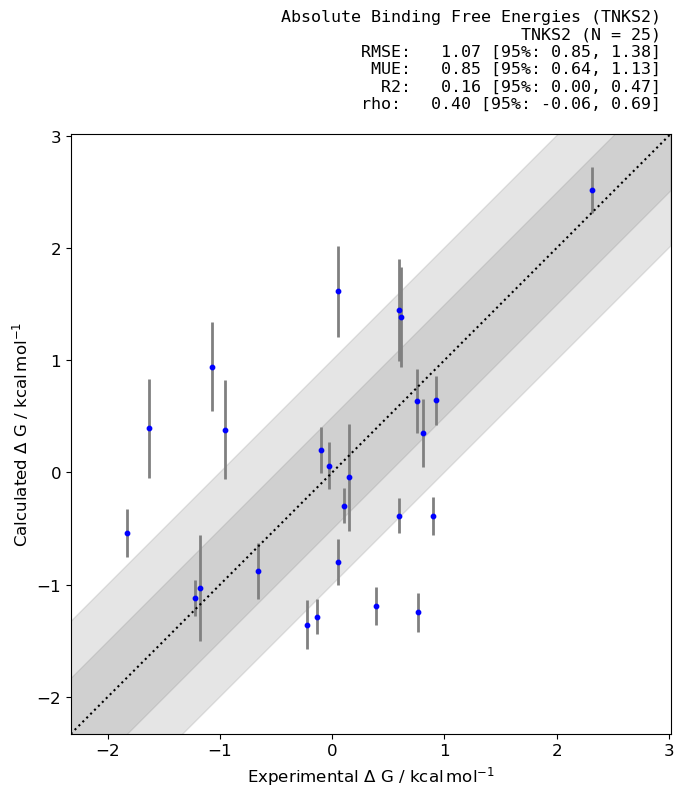 Absolute Binding Free Energies (TNKS2)
TNKS2 (N = 25)
RMSE: 1.07 [95%: 0.85, 1.38]
MUE: 0.85 [95%: 0.64, 1.13]
R2: 0.16 [95%: 0.00, 0.47]
rho: 0.40 [95%: -0.06, 0.69]
3
2
1
0
−1
−2
Calculated Δ G / kcal mol⁻¹
−2 −1 0 1 2 3
Experimental Δ G / kcal mol⁻¹